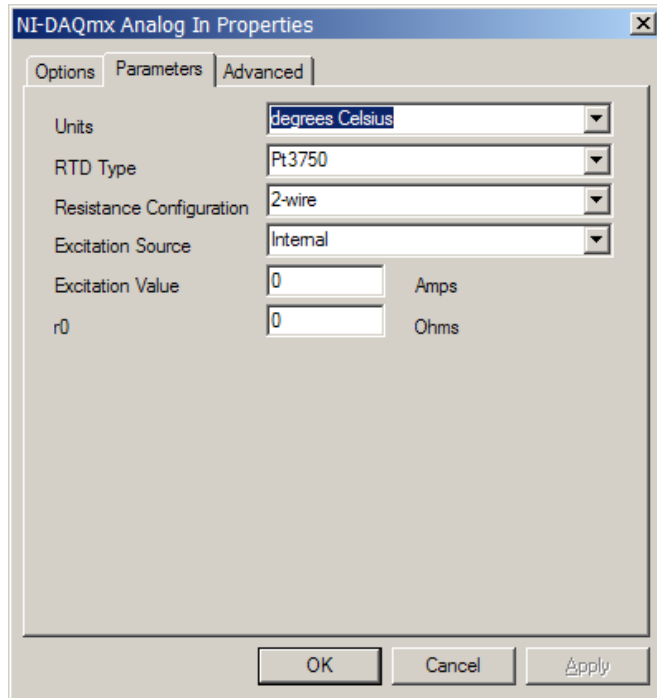 NI-DAQmx Analog In Properties
Options Parameters Advanced
Units degrees Celsius
RTD Type Pt3750
Resistance Configuration 2-wire
Excitation Source Internal
Excitation Value 0 Amps
r0 0 Ohms
OK Cancel Apply